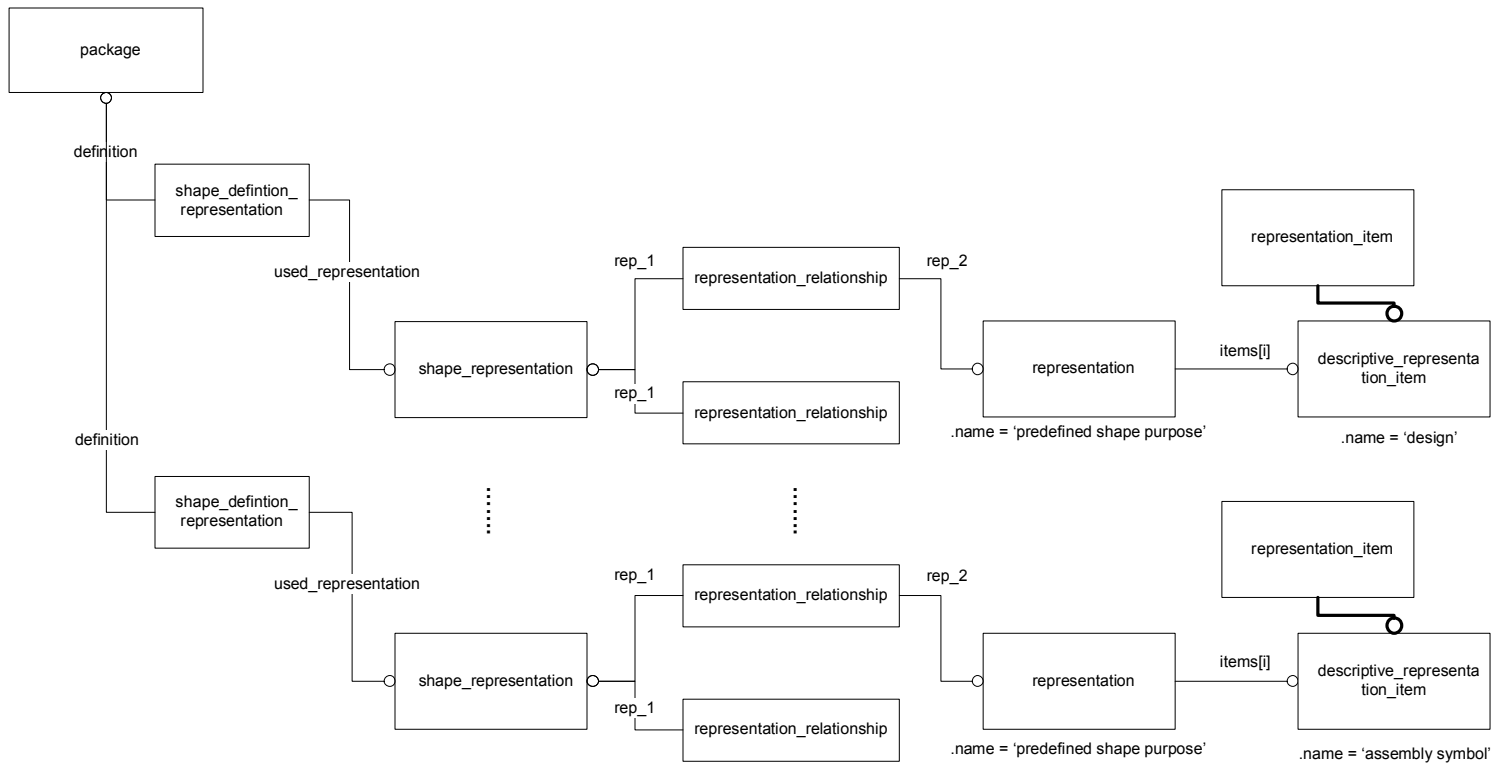 package
definition
shape_defintion_
representation
used_representation
rep_1
representation_relationship
rep_2
representation_item
shape_representation
representation
items[i]
descriptive_representa
tion_item
rep_1
representation_relationship
.name = ‘predefined shape purpose’
.name = ‘design’
definition
shape_defintion_
representation
used_representation
rep_1
representation_relationship
rep_2
representation_item
shape_representation
representation
items[i]
descriptive_representa
tion_item
rep_1
representation_relationship
.name = ‘predefined shape purpose’
.name = ‘assembly symbol’